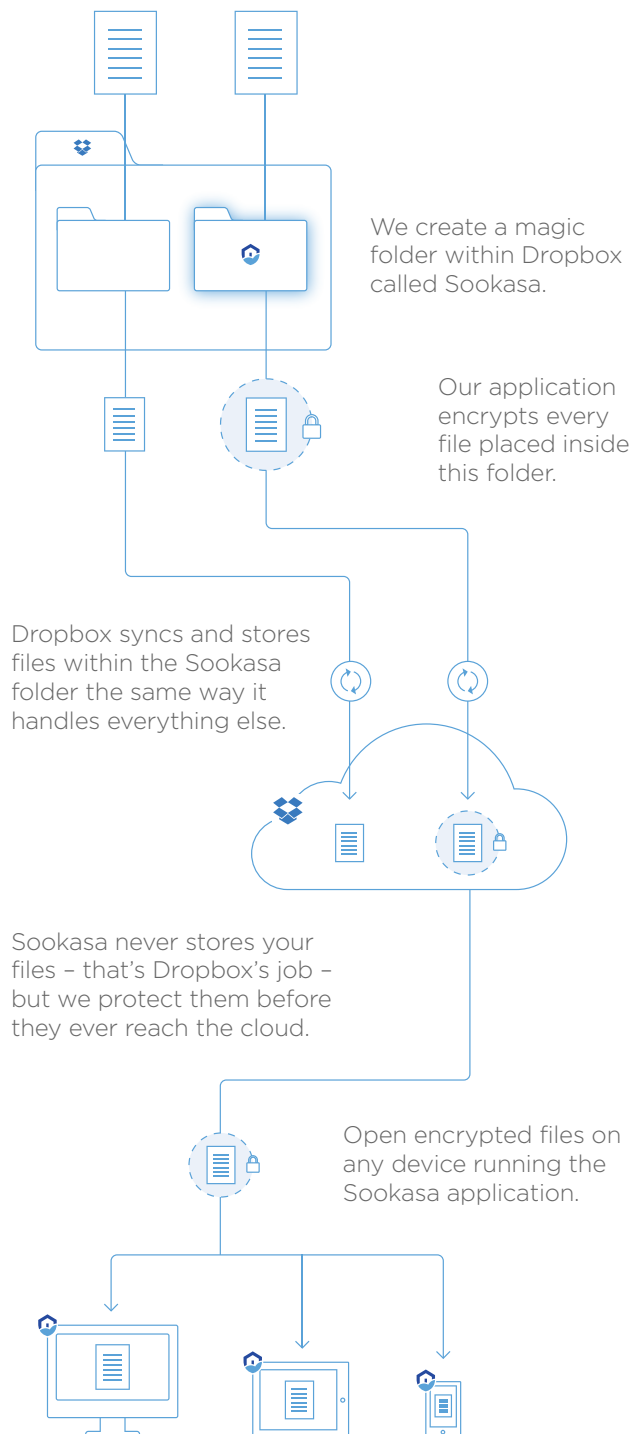 We create a magic
folder within Dropbox
called Sookasa.
Our application
encrypts every
file placed inside
this folder.
Dropbox syncs and stores
files within the Sookasa
folder the same way it
handles everything else.
Sookasa never stores your
files – that’s Dropbox’s job –
but we protect them before
they ever reach the cloud.
Open encrypted files on
any device running the
Sookasa application.